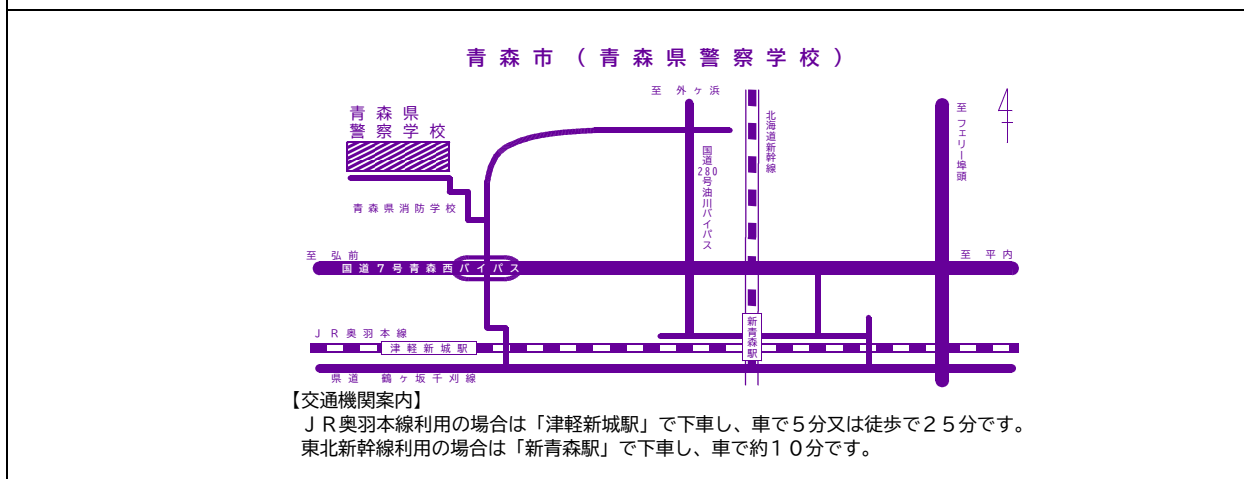 青森市（青森県警察学校）
至 外ヶ浜
北海道新幹線
至 フェリー埠頭
青森県
警察学校
国道280号油川バイパス
青森県消防学校
至 弘前
至 平内
国道７号青森西バイパス
新青森駅
ＪＲ奥羽本線
津軽新城駅
県道 鶴ヶ坂千刈線
【交通機関案内】
ＪＲ奥羽本線利用の場合は「津軽新城駅」で下車し、車で５分又は徒歩で２５分です。
東北新幹線利用の場合は「新青森駅」で下車し、車で約１０分です。